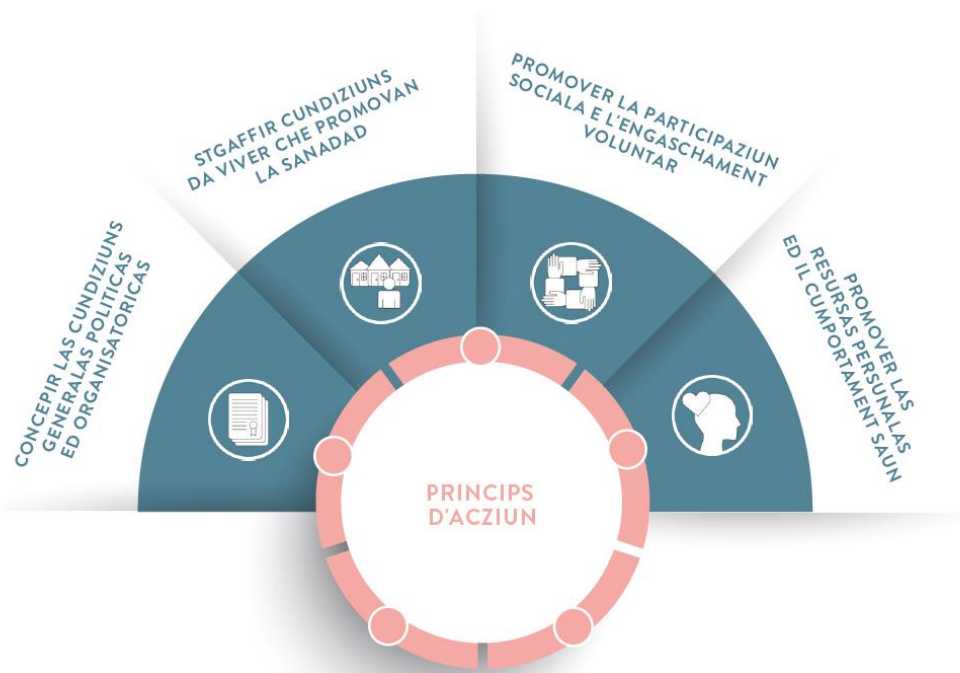 CONCEPIR LAS CUNDIZIUNS
GENERALAS POLITICAS
ED ORGANISATORICAS
STGAFFIR CUNDIZIUNS
DA VIVER CHE PROMOVAN
LA SANADAD
PROMOVER LA PARTICIPAZIUN
SOCIALA E L'ENGASCHAMENT
VOLUNTAR
PROMOVER LAS
RESURSAS PERSUNALAS
ED IL CUMPORTAMENT SAUN
PRINCIPS
D'ACZIUN